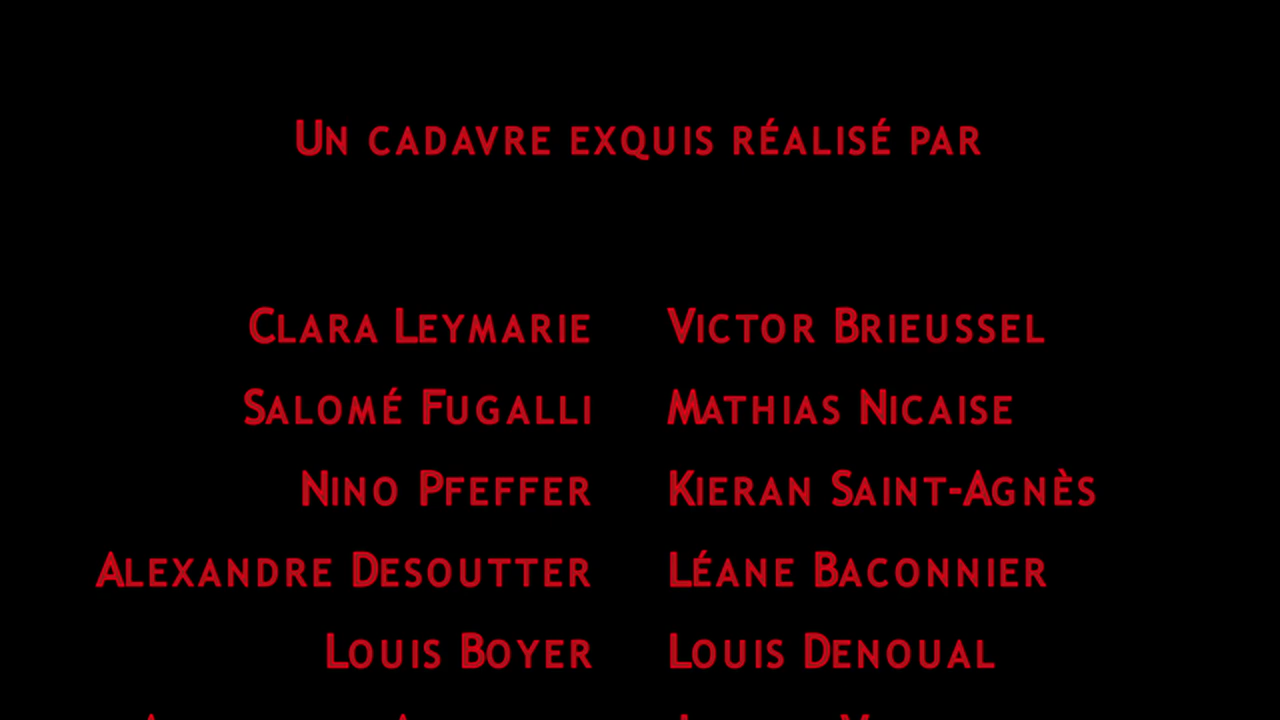 Un cadavre exquis réalisé par
Clara Leymarie Victor Brieussel
Salomé Fugalli Mathias Nicaise
Nino Pfeffer Kieran Saint-Agnès
Alexandre Desoutter Léane Baconnier
Louis Boyer Louis Denoual